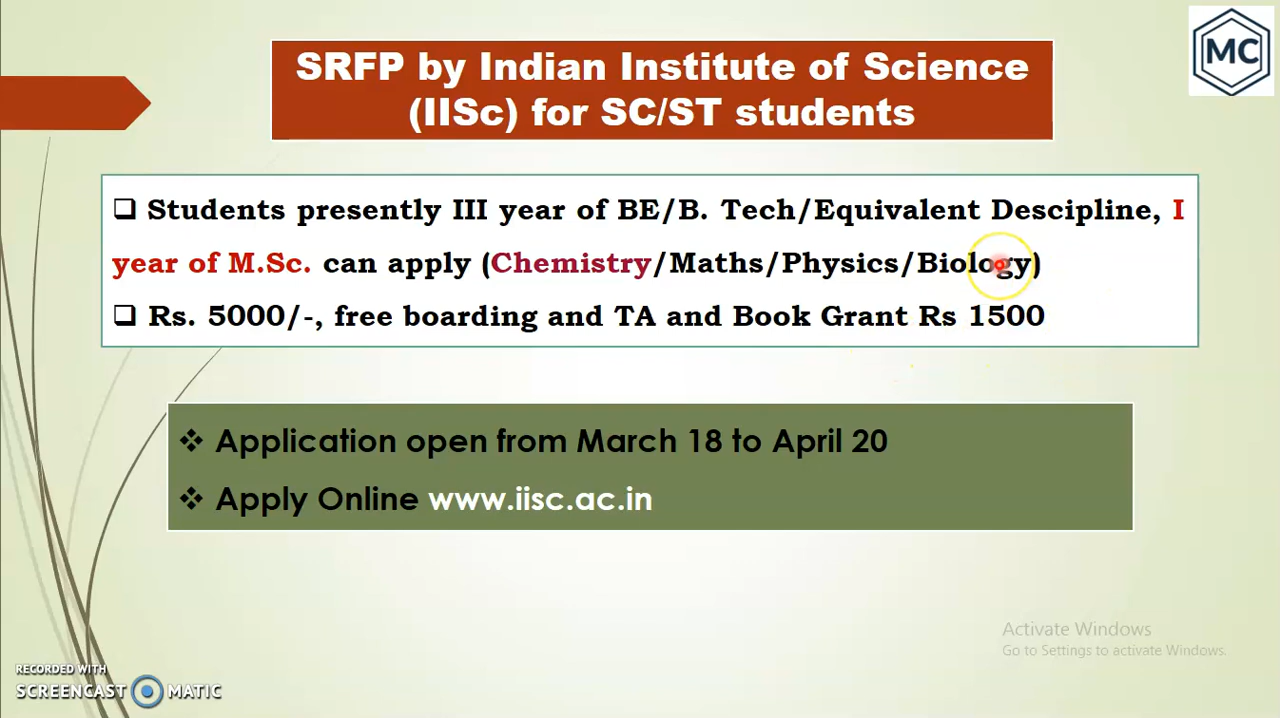 MC
SRFP by Indian Institute of Science
(IISc) for SC/ST students
❑ Students presently III year of BE/B. Tech/Equivalent Descipline, I
year of M.Sc. can apply (Chemistry/Maths/Physics/Biology)
❑ Rs. 5000/-, free boarding and TA and Book Grant Rs 1500
❖ Application open from March 18 to April 20
❖ Apply Online www.iisc.ac.in
Activate Windows
Go to Settings to activate Windows.
RECORDED WITH
SCREENCAST MATIC